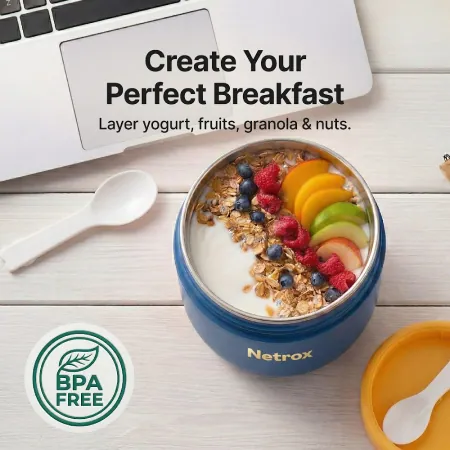 Create Your
Perfect Breakfast
Layer yogurt, fruits, granola & nuts.
Netrox
BPA
FREE